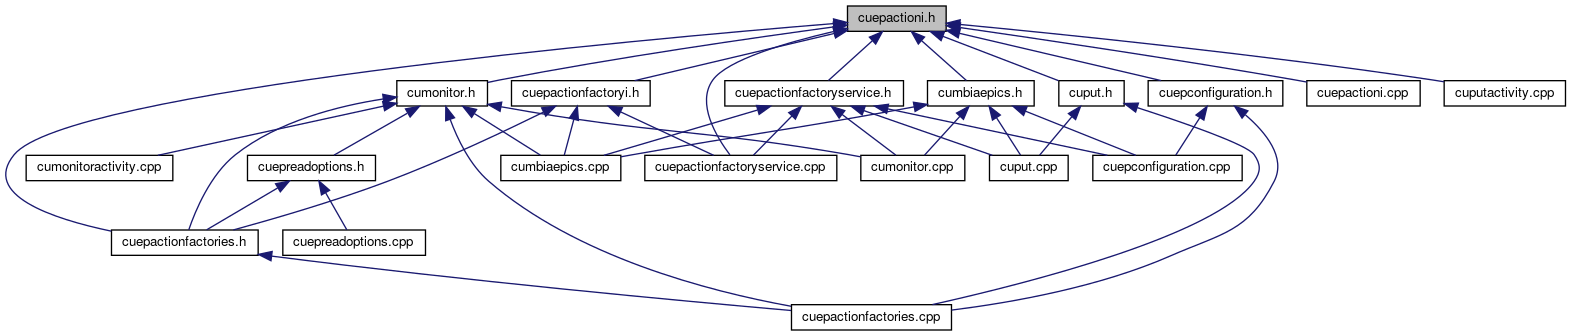 cuepactioni.h
cumonitor.h
cuepactionfactoryi.h
cuepactionfactoryservice.h
cumbiaepics.h
cuput.h
cuepconfiguration.h
cuepactioni.cpp
cuputactivity.cpp
cumonitoractivity.cpp
cuepreadoptions.h
cumbiaepics.cpp
cuepactionfactoryservice.cpp
cumonitor.cpp
cuput.cpp
cuepconfiguration.cpp
cuepactionfactories.h
cuepreadoptions.cpp
cuepactionfactories.cpp